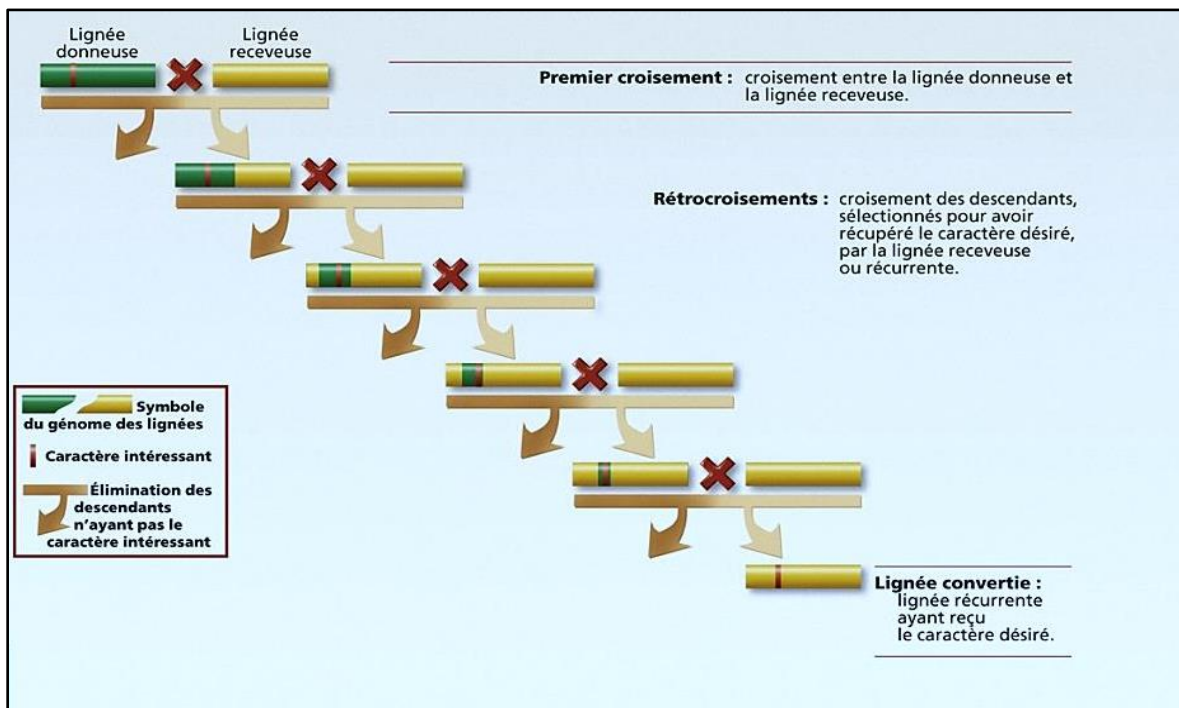 Lignée
donneuse
Lignée
receveuse
Premier croisement : croisement entre la lignée donneuse et
la lignée receveuse.
Rétrocroisements : croisement des descendants,
sélectionnés pour avoir
récupéré le caractère désiré,
par la lignée receveuse
ou récurrente.
Symbole
du génome des lignées
Caractère intéressant
Élimination des
descendants
n'ayant pas le
caractère intéressant
Lignée convertie :
lignée récurrente
ayant reçu
le caractère désiré.